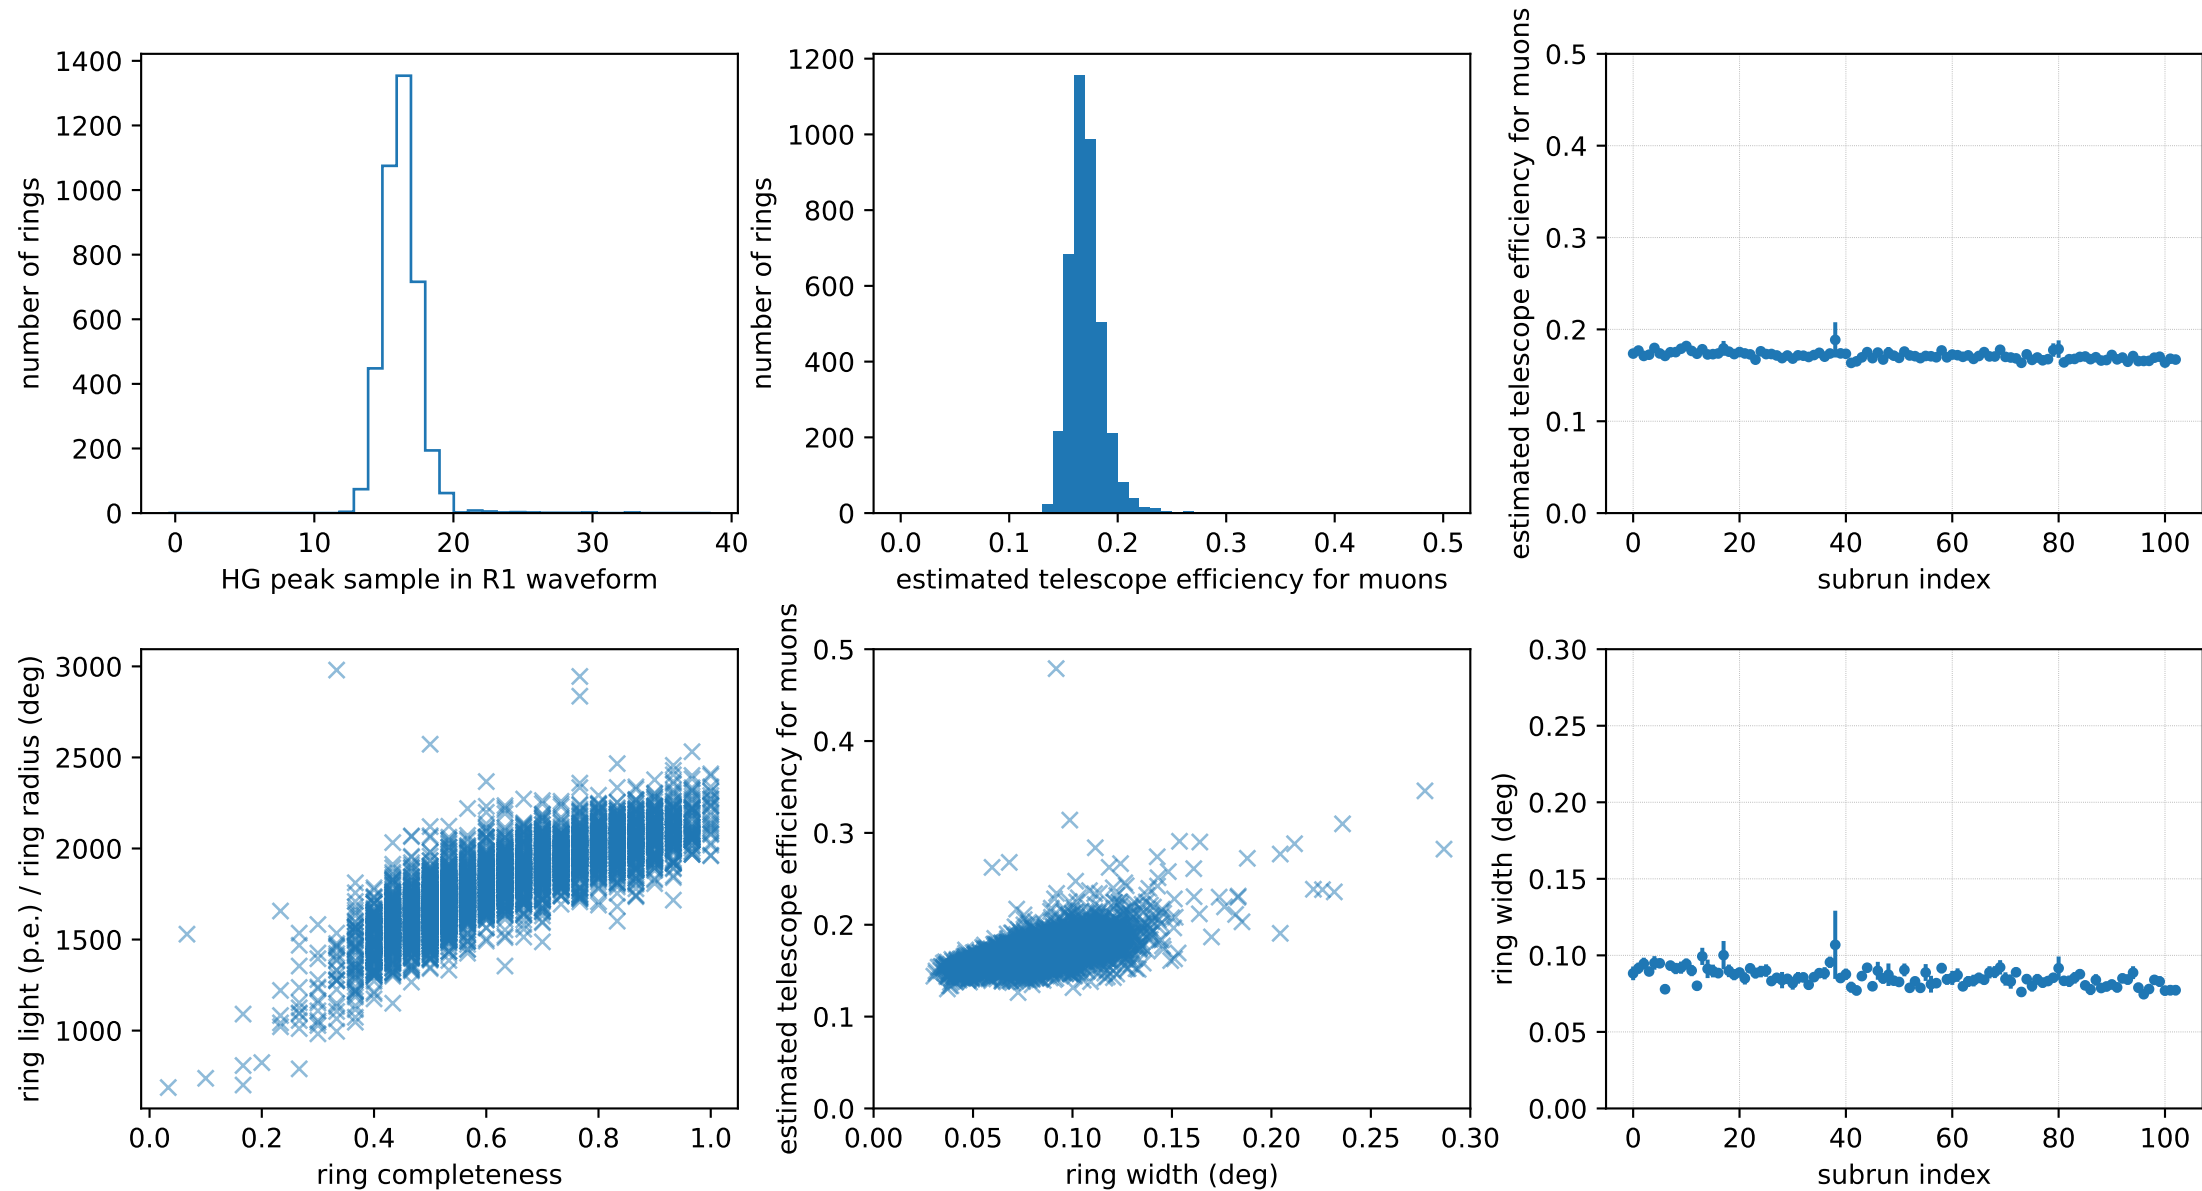 1400
1200
1000
800
600
400
200
0
number of rings
0 10 20 30 40
HG peak sample in R1 waveform
1200
1000
800
600
400
200
0
number of rings
0.0 0.1 0.2 0.3 0.4 0.5
estimated telescope efficiency for muons
0.5
0.4
0.3
0.2
0.1
0.0
estimated telescope efficiency for muons
0 20 40 60 80 100
subrun index
3000
2500
2000
1500
1000
ring light (p.e.) / ring radius (deg)
0.0 0.2 0.4 0.6 0.8 1.0
ring completeness
0.5
0.4
0.3
0.2
0.1
0.0
estimated telescope efficiency for muons
0.00 0.05 0.10 0.15 0.20 0.25 0.30
ring width (deg)
0.30
0.25
0.20
0.15
0.10
0.05
0.00
ring width (deg)
0 20 40 60 80 100
subrun index